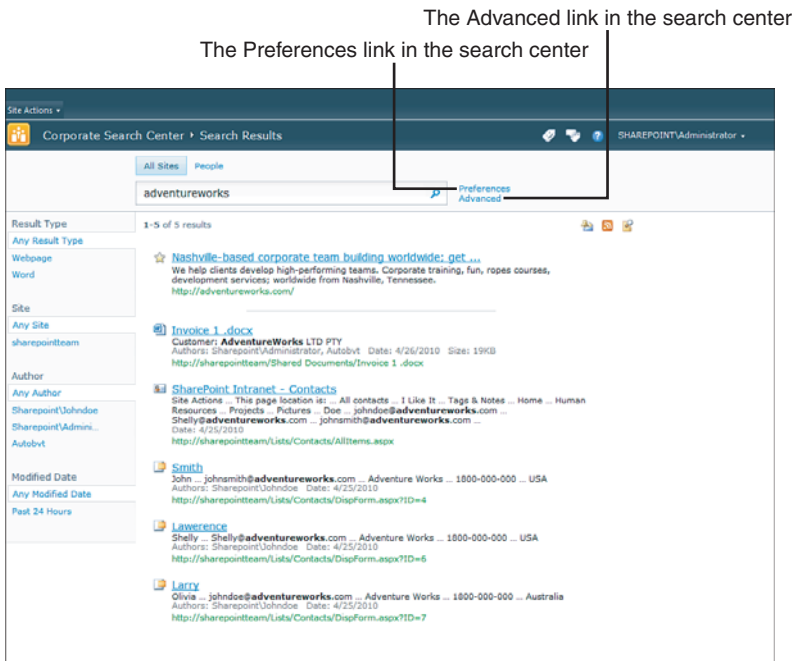 The Advanced link in the search center
The Preferences link in the search center
Site Actions
Corporate Search Center ▸ Search Results
SHAREPOINT\Administrator
All Sites People
adventureworks
Preferences
Advanced
Result Type
Any Result Type
Webpage
Word
Site
Any Site
sharepointteam
Author
Any Author
Sharepoint\Johndoe
Sharepoint\Admini...
Autobvt
Modified Date
Any Modified Date
Past 24 Hours
1-5 of 5 results
Nashville-based corporate team building worldwide; get ...
We help clients develop high-performing teams. Corporate training, fun, ropes courses,
development services; worldwide from Nashville, Tennessee.
http://adventureworks.com/
Invoice 1 .docx
Customer: AdventureWorks LTD PTY
Authors: Sharepoint\Administrator, Autobvt Date: 4/26/2010 Size: 19KB
http://sharepointteam/Shared Documents/Invoice 1 .docx
SharePoint Intranet - Contacts
Site Actions ... This page location is: ... All contacts ... I Like It ... Tags & Notes ... Home ... Human
Resources ... Projects ... Pictures ... Doe ... johndoe@adventureworks.com ...
Shelly@adventureworks.com ... johnsmith@adventureworks.com ...
Date: 4/25/2010
http://sharepointteam/Lists/Contacts/AllItems.aspx
Smith
John ... johnsmith@adventureworks.com ... Adventure Works ... 1800-000-000 ... USA
Authors: Sharepoint\Johndoe Date: 4/25/2010
http://sharepointteam/Lists/Contacts/DispForm.aspx?ID=4
Lawerence
Shelly ... Shelly@adventureworks.com ... Adventure Works ... 1800-000-000 ... USA
Authors: Sharepoint\Johndoe Date: 4/25/2010
http://sharepointteam/Lists/Contacts/DispForm.aspx?ID=6
Larry
Olivia ... johndoe@adventureworks.com ... Adventure Works ... 1800-000-000 ... Australia
Authors: Sharepoint\Johndoe Date: 4/25/2010
http://sharepointteam/Lists/Contacts/DispForm.aspx?ID=7